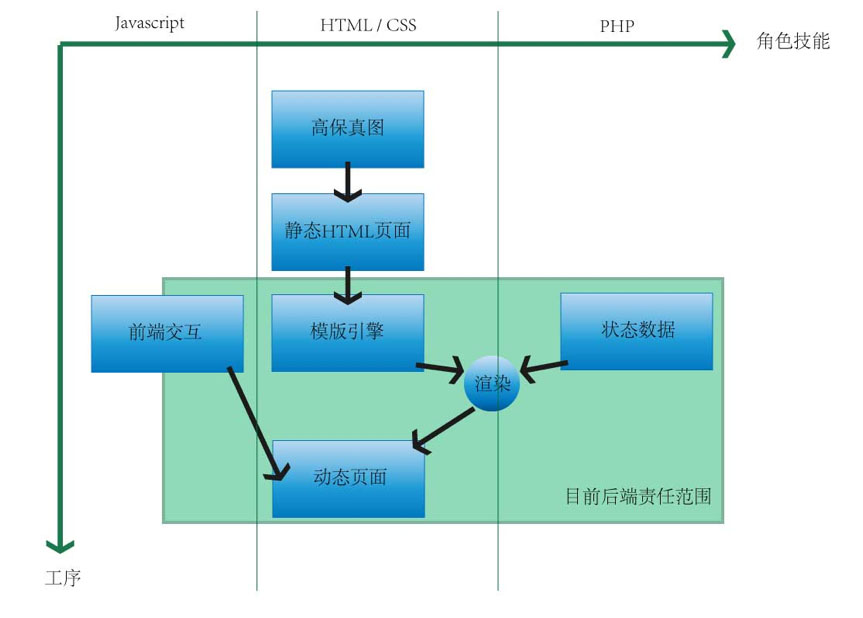 Javascript
HTML / CSS
PHP
角色技能
高保真图
静态HTML页面
前端交互
模版引擎
状态数据
渲染
动态页面
目前后端责任范围
工序